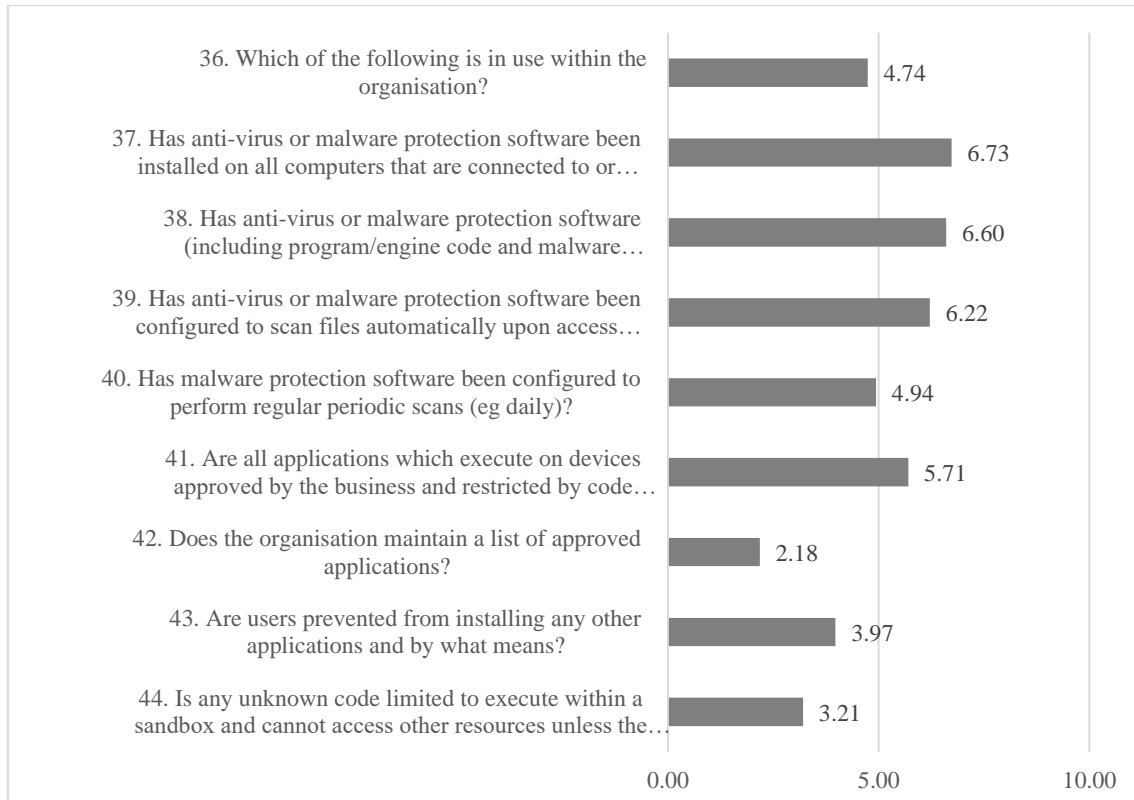 36. Which of the following is in use within the
organisation?
4.74
37. Has anti-virus or malware protection software been
installed on all computers that are connected to or…
6.73
38. Has anti-virus or malware protection software
(including program/engine code and malware…
6.60
39. Has anti-virus or malware protection software been
configured to scan files automatically upon access…
6.22
40. Has malware protection software been configured to
perform regular periodic scans (eg daily)?
4.94
41. Are all applications which execute on devices
approved by the business and restricted by code…
5.71
42. Does the organisation maintain a list of approved
applications?
2.18
43. Are users prevented from installing any other
applications and by what means?
3.97
44. Is any unknown code limited to execute within a
sandbox and cannot access other resources unless the…
3.21
0.00 5.00 10.00